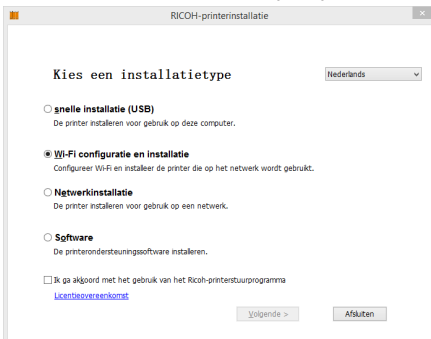 RICOH-printerinstallatie
Kies een installatietype
Nederlands
snelle installatie (USB)
De printer installeren voor gebruik op deze computer.
Wi-Fi configuratie en installatie
Configureer Wi-Fi en installeer de printer die op het netwerk wordt gebruikt.
Netwerkinstallatie
De printer installeren voor gebruik op een netwerk.
Software
De printerondersteuningssoftware instaleren.
Ik ga akkoord met het gebruik van het Ricoh-printerstuurprogramma
Licentieovereenkomst
Volgende >
Afsluiten